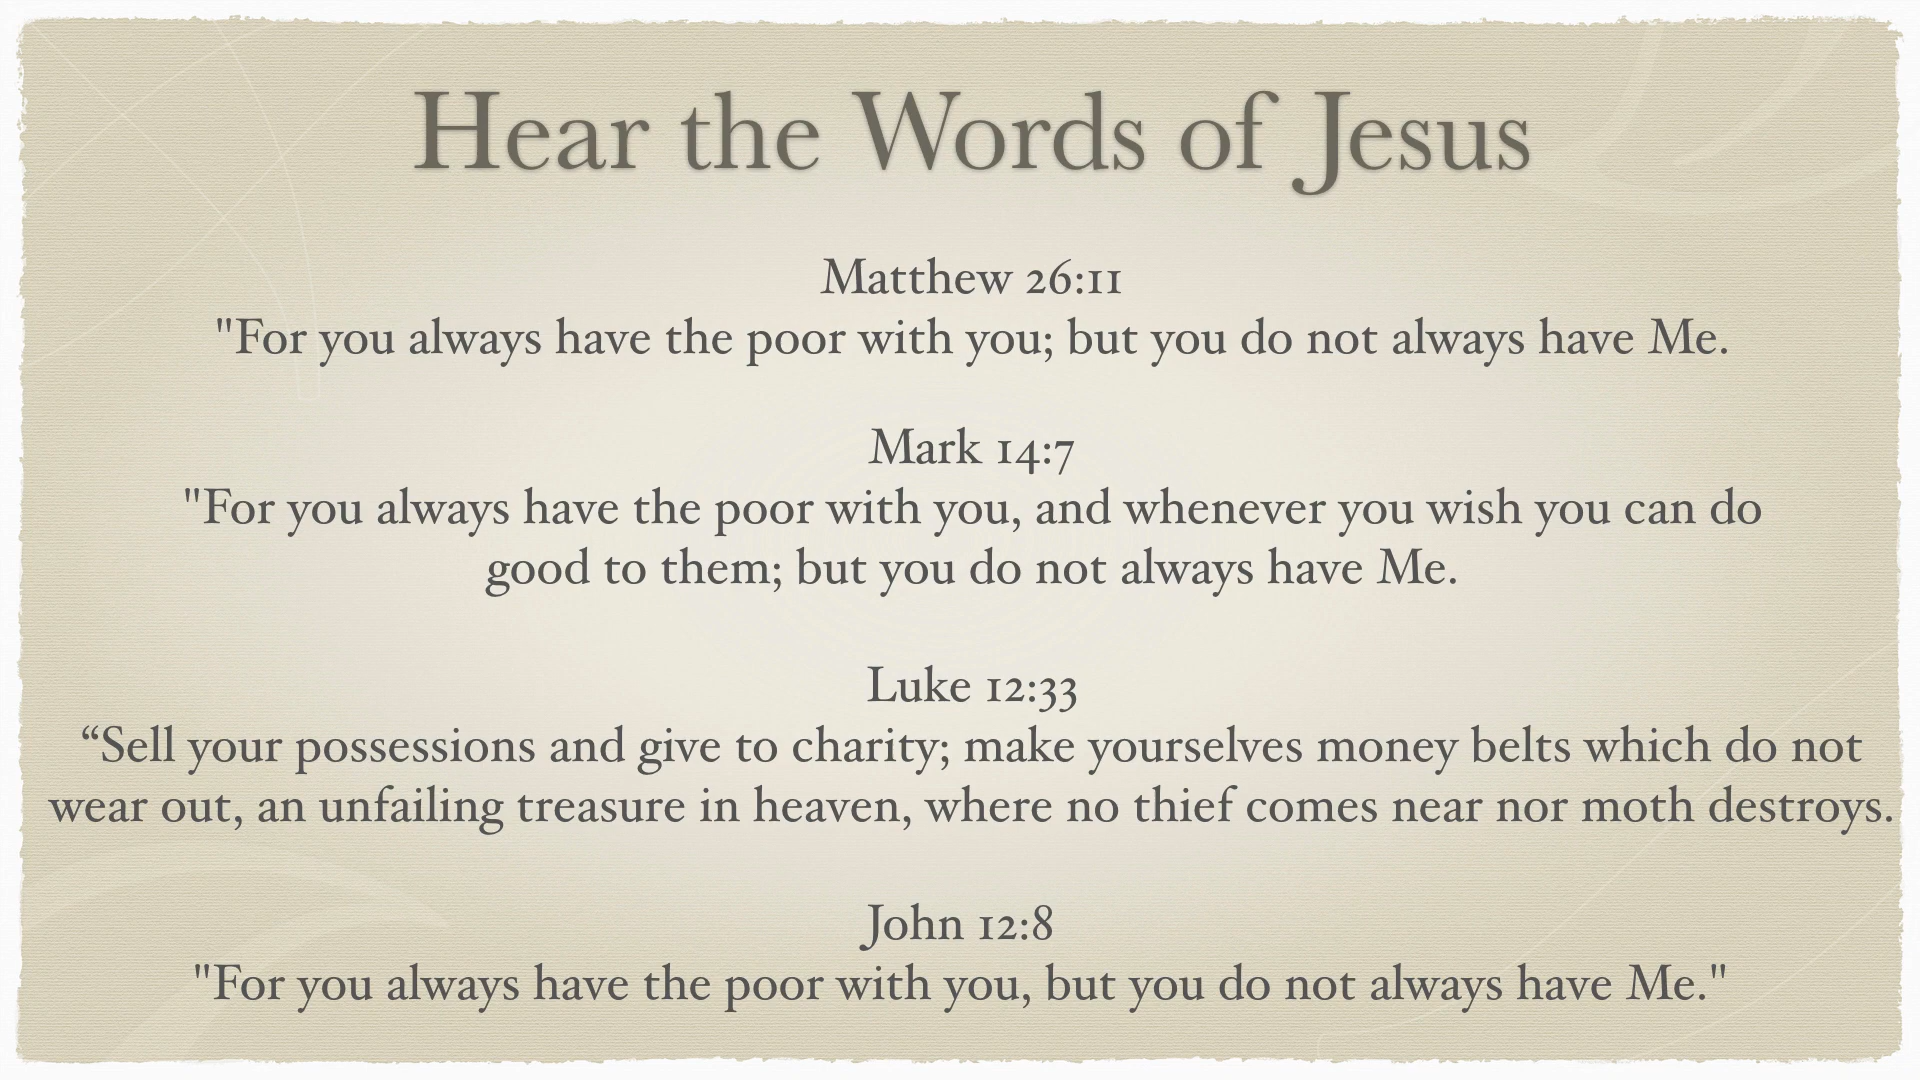 Hear the Words of Jesus
Matthew 26:11
"For you always have the poor with you; but you do not always have Me.
Mark 14:7
"For you always have the poor with you, and whenever you wish you can do
good to them; but you do not always have Me.
Luke 12:33
“Sell your possessions and give to charity; make yourselves money belts which do not
wear out, an unfailing treasure in heaven, where no thief comes near nor moth destroys.
John 12:8
"For you always have the poor with you, but you do not always have Me."